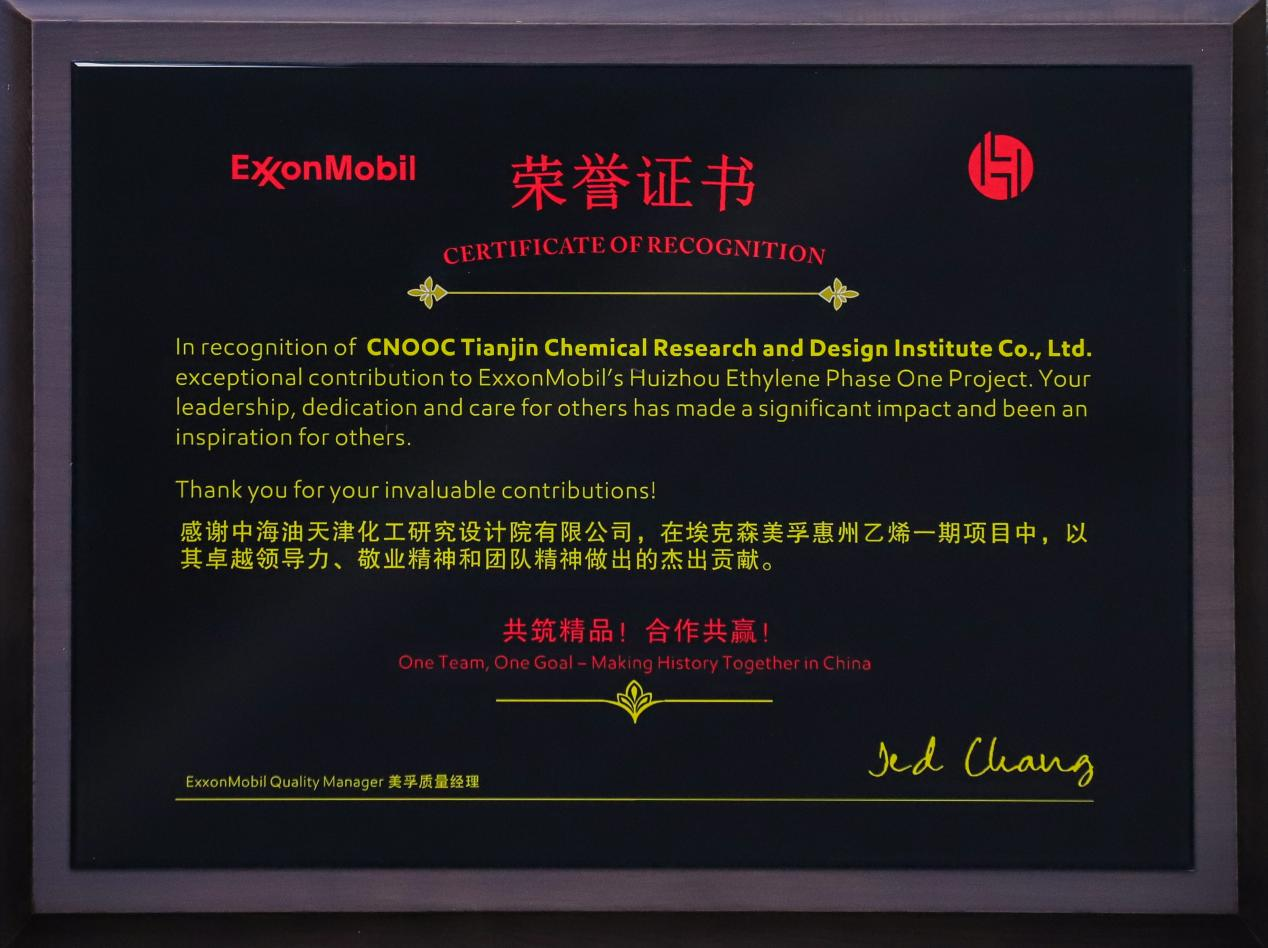 ExxonMobil
荣誉证书
CERTIFICATE OF RECOGNITION
In recognition of CNOOC Tianjin Chemical Research and Design Institute Co., Ltd.
exceptional contribution to ExxonMobil's Huizhou Ethylene Phase One Project. Your
leadership, dedication and care for others has made a significant impact and been an
inspiration for others.
Thank you for your invaluable contributions!
感谢中海油天津化工研究设计院有限公司，在埃克森美孚惠州乙烯一期项目中，以
其卓越领导力、敬业精神和团队精神做出的杰出贡献。
共筑精品！合作共赢！
One Team, One Goal – Making History Together in China
Jed Chang
ExxonMobil Quality Manager 美孚质量经理